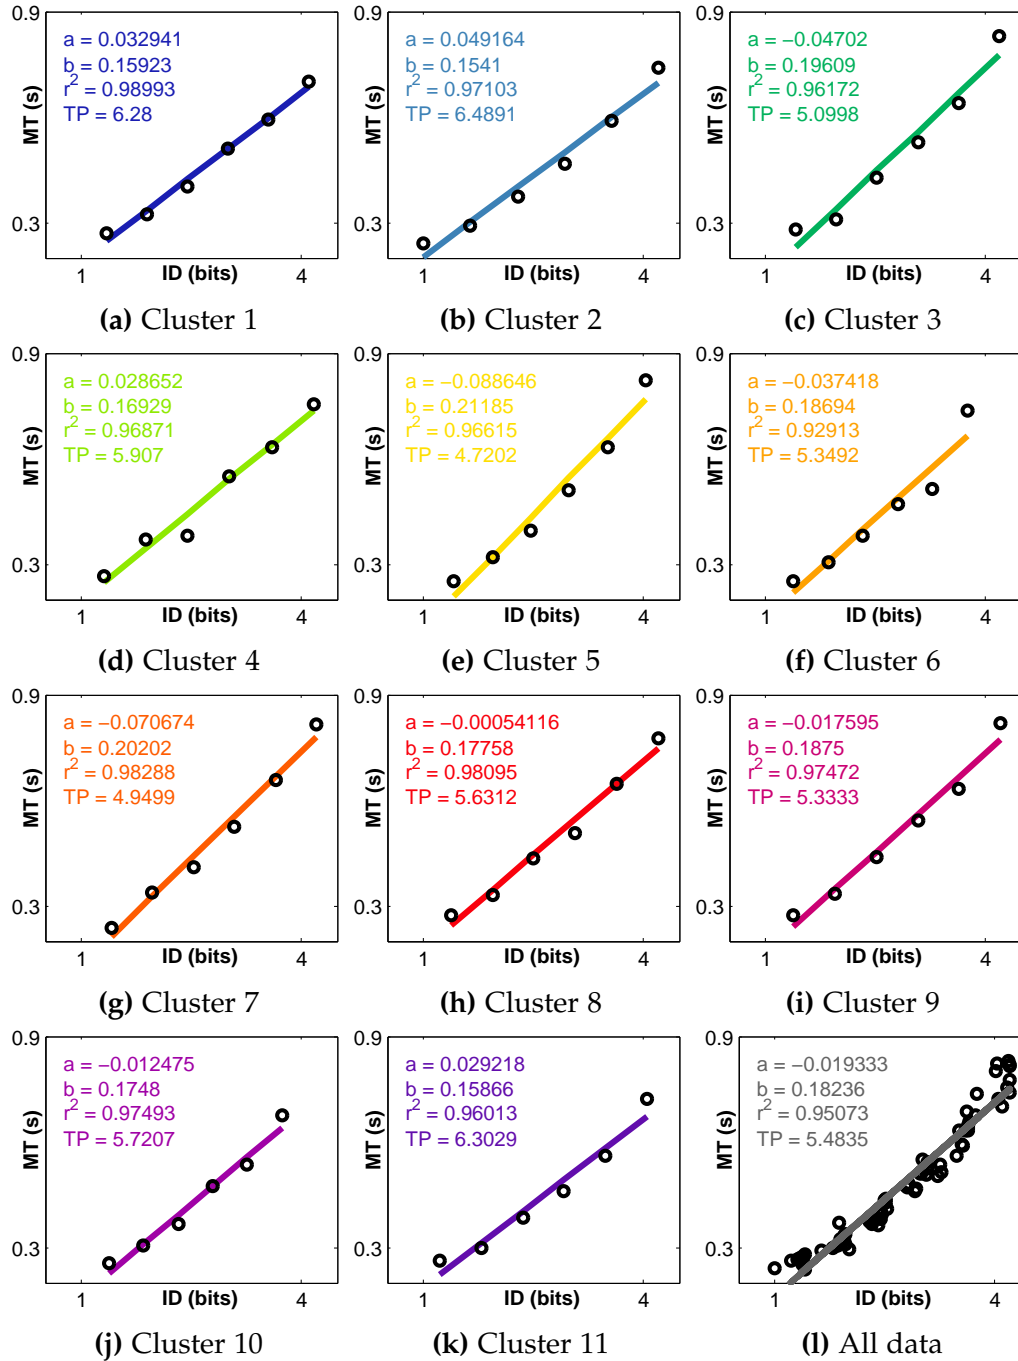 0.9
a = 0.032941
b = 0.15923
r² = 0.98993
TP = 6.28
MT (s)
0.3
1 ID (bits) 4
(a) Cluster 1
a = 0.049164
b = 0.1541
r² = 0.97103
TP = 6.4891
0.9
MT (s)
0.3
1 ID (bits) 4
(b) Cluster 2
0.9
a = −0.04702
b = 0.19609
r² = 0.96172
TP = 5.0998
MT (s)
0.3
1 ID (bits) 4
(c) Cluster 3
0.9
a = 0.028652
b = 0.16929
r² = 0.96871
TP = 5.907
MT (s)
0.3
1 ID (bits) 4
(d) Cluster 4
0.9
a = −0.088646
b = 0.21185
r² = 0.96615
TP = 4.7202
MT (s)
0.3
1 ID (bits) 4
(e) Cluster 5
0.9
a = −0.037418
b = 0.18694
r² = 0.92913
TP = 5.3492
MT (s)
0.3
1 ID (bits) 4
(f) Cluster 6
0.9
a = −0.070674
b = 0.20202
r² = 0.98288
TP = 4.9499
MT (s)
0.3
1 ID (bits) 4
(g) Cluster 7
0.9
a = −0.00054116
b = 0.17758
r² = 0.98095
TP = 5.6312
MT (s)
0.3
1 ID (bits) 4
(h) Cluster 8
0.9
a = −0.017595
b = 0.1875
r² = 0.97472
TP = 5.3333
MT (s)
0.3
1 ID (bits) 4
(i) Cluster 9
0.9
a = −0.012475
b = 0.1748
r² = 0.97493
TP = 5.7207
MT (s)
0.3
1 ID (bits) 4
(j) Cluster 10
0.9
a = 0.029218
b = 0.15866
r² = 0.96013
TP = 6.3029
MT (s)
0.3
1 ID (bits) 4
(k) Cluster 11
0.9
a = −0.019333
b = 0.18236
r² = 0.95073
TP = 5.4835
MT (s)
0.3
1 ID (bits) 4
(l) All data